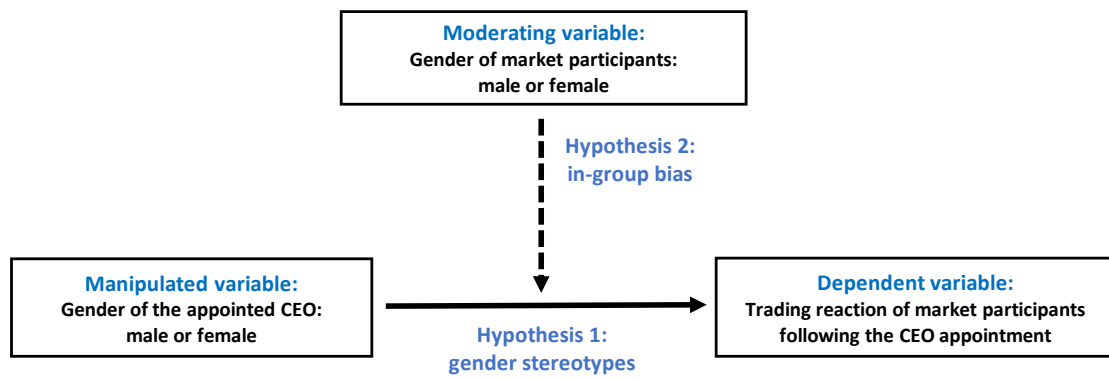 Moderating variable:
Gender of market participants:
male or female
Hypothesis 2:
in-group bias
Manipulated variable:
Gender of the appointed CEO:
male or female
Hypothesis 1:
gender stereotypes
Dependent variable:
Trading reaction of market participants
following the CEO appointment